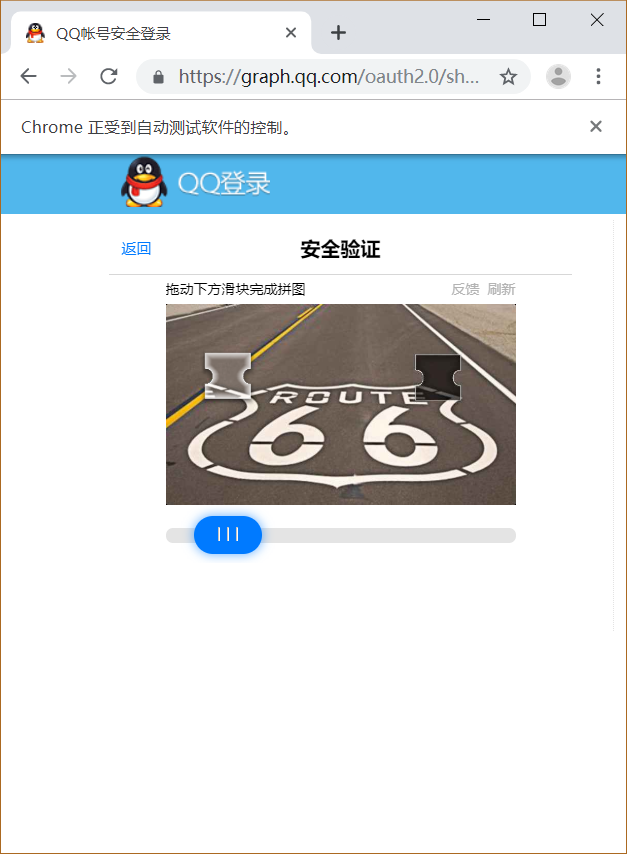 QQ帐号安全登录
https://graph.qq.com/oauth2.0/sh...
Chrome 正受到自动测试软件的控制。
QQ登录
返回
安全验证
拖动下方滑块完成拼图
反馈 刷新
ROUTE
66